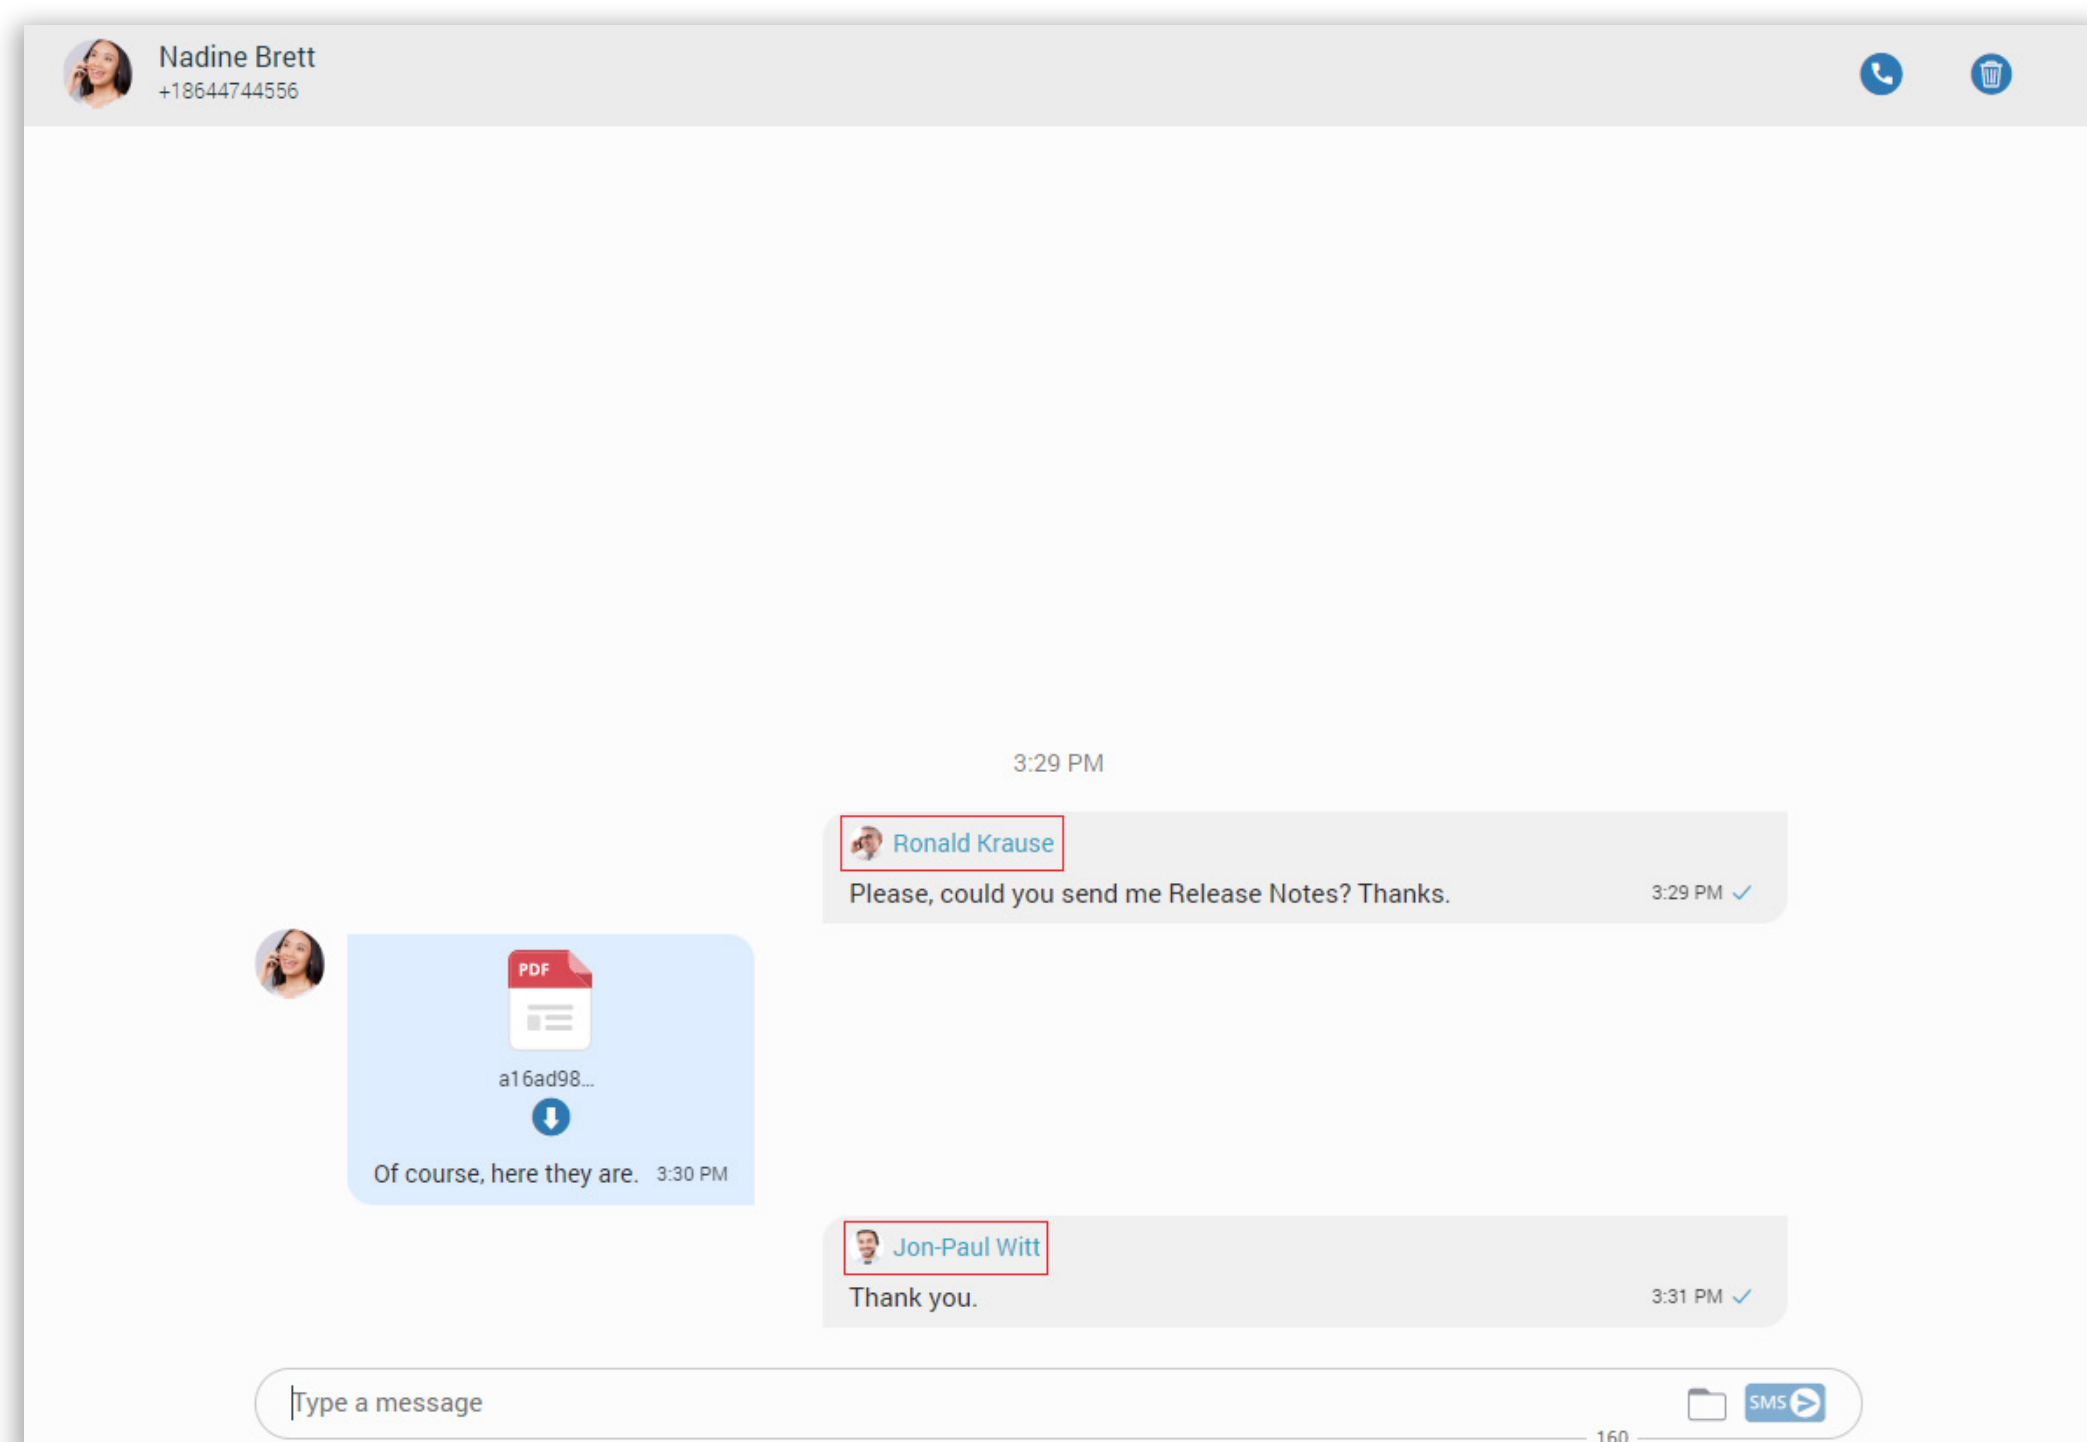 Nadine Brett
+18644744556
3:29 PM
Ronald Krause
Please, could you send me Release Notes? Thanks. 3:29 PM
PDF
a16ad98...
Of course, here they are. 3:30 PM
Jon-Paul Witt
Thank you. 3:31 PM
Type a message SMS
160